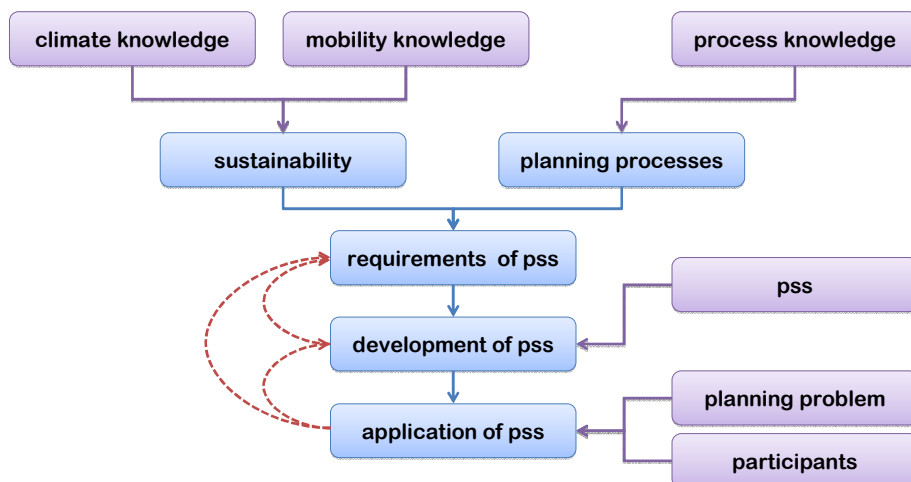 climate knowledge
mobility knowledge
process knowledge
sustainability
planning processes
requirements of pss
pss
development of pss
planning problem
application of pss
participants